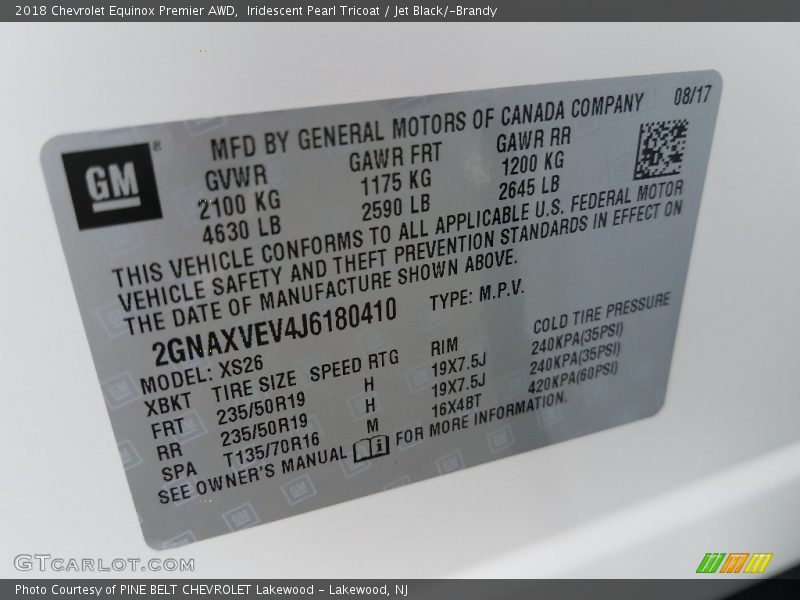 2018 Chevrolet Equinox Premier AWD,  Iridescent Pearl Tricoat / Jet Black/­-Brandy
08/17
GM®
MFD BY GENERAL MOTORS OF CANADA COMPANY
GVWR GAWR FRT GAWR RR
2100 KG 1175 KG 1200 KG
4630 LB 2590 LB 2645 LB
THIS VEHICLE CONFORMS TO ALL APPLICABLE U.S. FEDERAL MOTOR
VEHICLE SAFETY AND THEFT PREVENTION STANDARDS IN EFFECT ON
THE DATE OF MANUFACTURE SHOWN ABOVE.
2GNAXVEV4J6180410 TYPE: M.P.V.
MODEL: XS26
XBKT TIRE SIZE SPEED RTG RIM COLD TIRE PRESSURE
FRT 235/50R19 H 19X7.5J 240KPA(35PSI)
RR 235/50R19 H 19X7.5J 240KPA(35PSI)
SPA T135/70R16 M 16X4BT 420KPA(60PSI)
SEE OWNER'S MANUAL FOR MORE INFORMATION.
GTCARLOT.COM
Photo Courtesy of PINE BELT CHEVROLET Lakewood - Lakewood, NJ